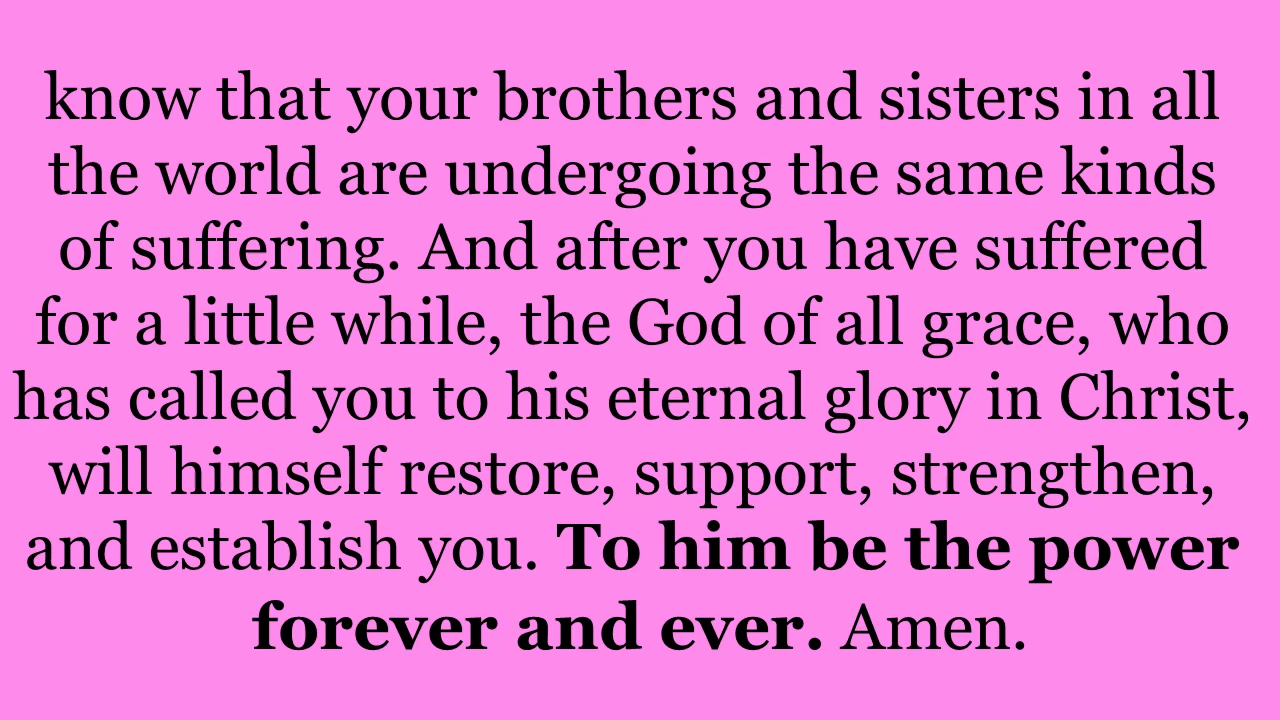 know that your brothers and sisters in all
the world are undergoing the same kinds
of suffering. And after you have suffered
for a little while, the God of all grace, who
has called you to his eternal glory in Christ,
will himself restore, support, strengthen,
and establish you. To him be the power
forever and ever. Amen.